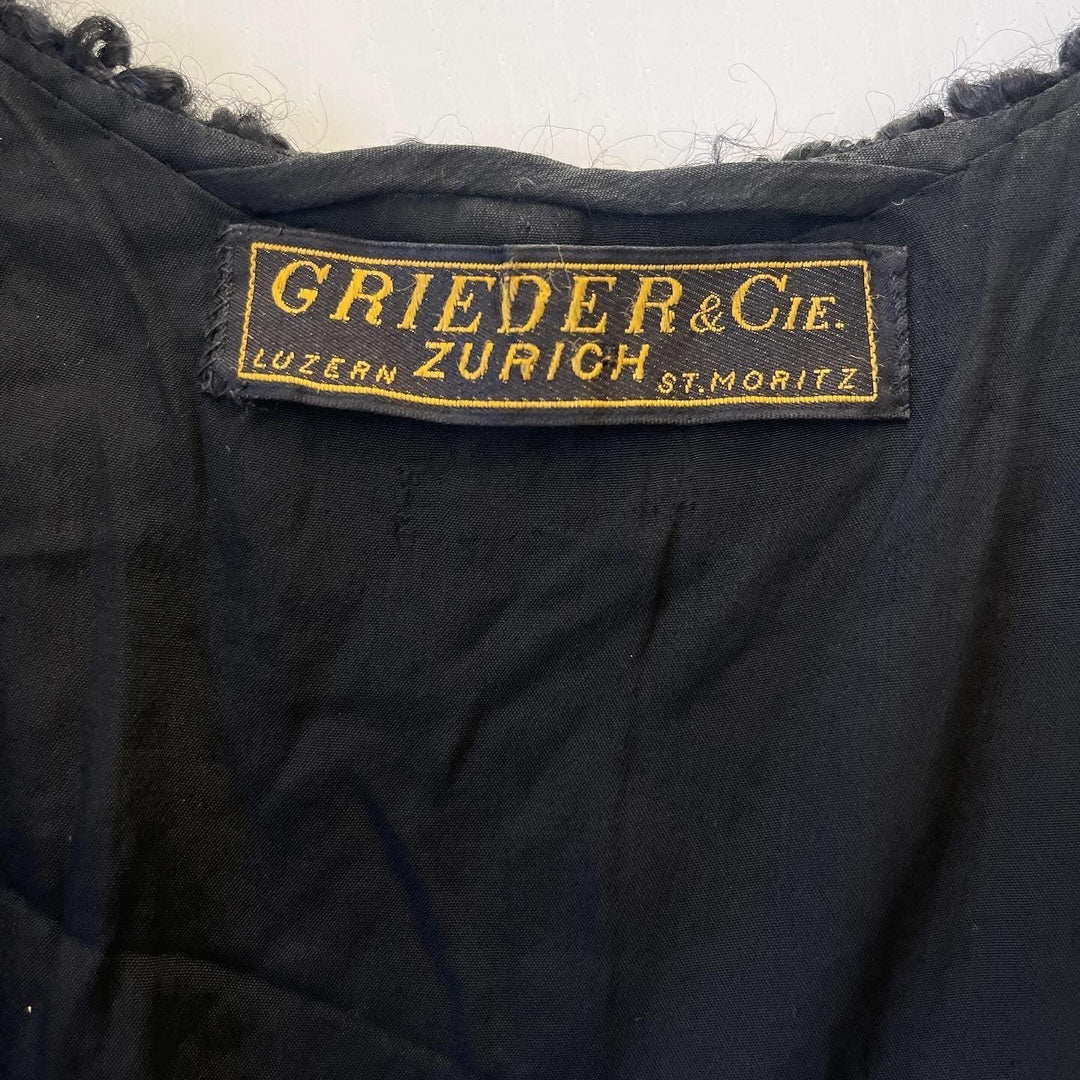 GRIEDER & CIE.
LUZERN ZURICH ST. MORITZ